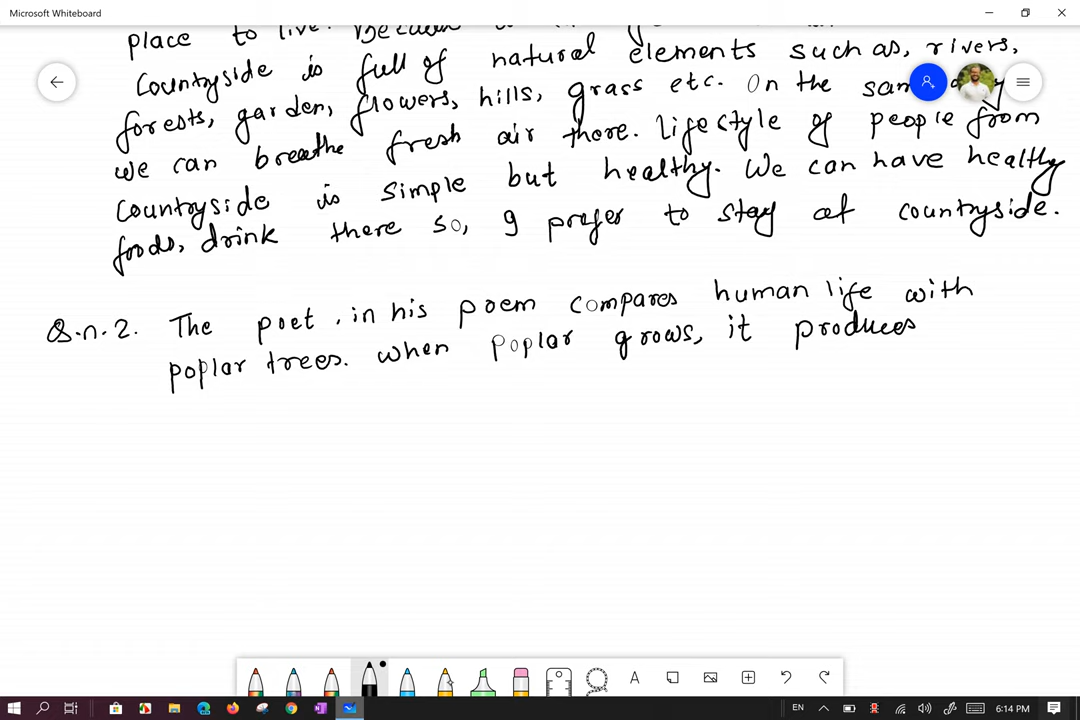 Microsoft Whiteboard
place to live. Because
Countryside is full of natural elements such as, rivers,
forests, garden, flowers, hills, grass etc. On the
we can breathe fresh air there. Lifestyle of people from
countryside is simple but healthy. We can have healthy
foods, drink there so, I prefer to stay at countryside.
Q.n.2. The poet, in his poem compares human life with
poplar trees. when poplar grows, it produces
A
EN
6:14 PM